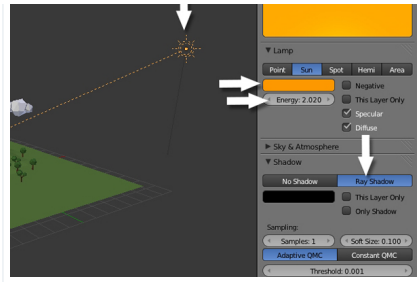 Lamp
Point Sun Spot Hemi Area
Negative
Energy: 2.020 This Layer Only
Specular
Diffuse
Sky & Atmosphere
Shadow
No Shadow Ray Shadow
This Layer Only
Only Shadow
Sampling:
Samples: 1 Soft Size: 0.100
Adaptive QMC Constant QMC
Threshold: 0.001